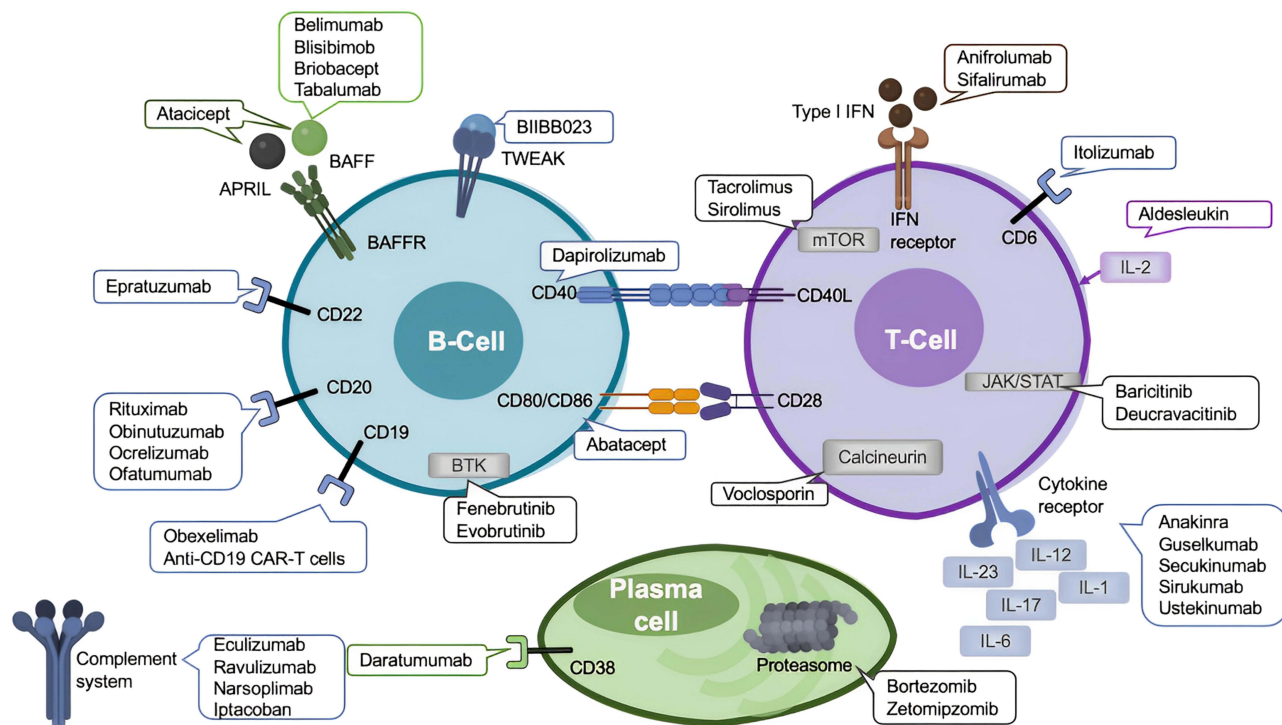 Belimumab
Blisibimob
Briobacept
Tabalumab
Atacicept
BAFF
APRIL
BAFFR
BIIBB023
TWEAK
Anifrolumab
Sifalirumab
Type I IFN
IFN
receptor
Itolizumab
CD6
Aldesleukin
IL-2
Tacrolimus
Sirolimus
mTOR
Dapirolizumab
CD40
CD40L
Epratuzumab
CD22
B-Cell
T-Cell
CD20
Rituximab
Obinutuzumab
Ocrelizumab
Ofatumumab
CD19
Obexelimab
Anti-CD19 CAR-T cells
BTK
Fenebrutinib
Evobrutinib
CD80/CD86
CD28
Abatacept
JAK/STAT
Baricitinib
Deucravacitinib
Calcineurin
Voclosporin
Cytokine
receptor
IL-12
IL-23
IL-1
IL-17
IL-6
Anakinra
Guselkumab
Secukinumab
Sirukumab
Ustekinumab
Complement
system
Eculizumab
Ravulizumab
Narsoplimab
Iptacoban
Daratumumab
CD38
Plasma
cell
Proteasome
Bortezomib
Zetomipzomib